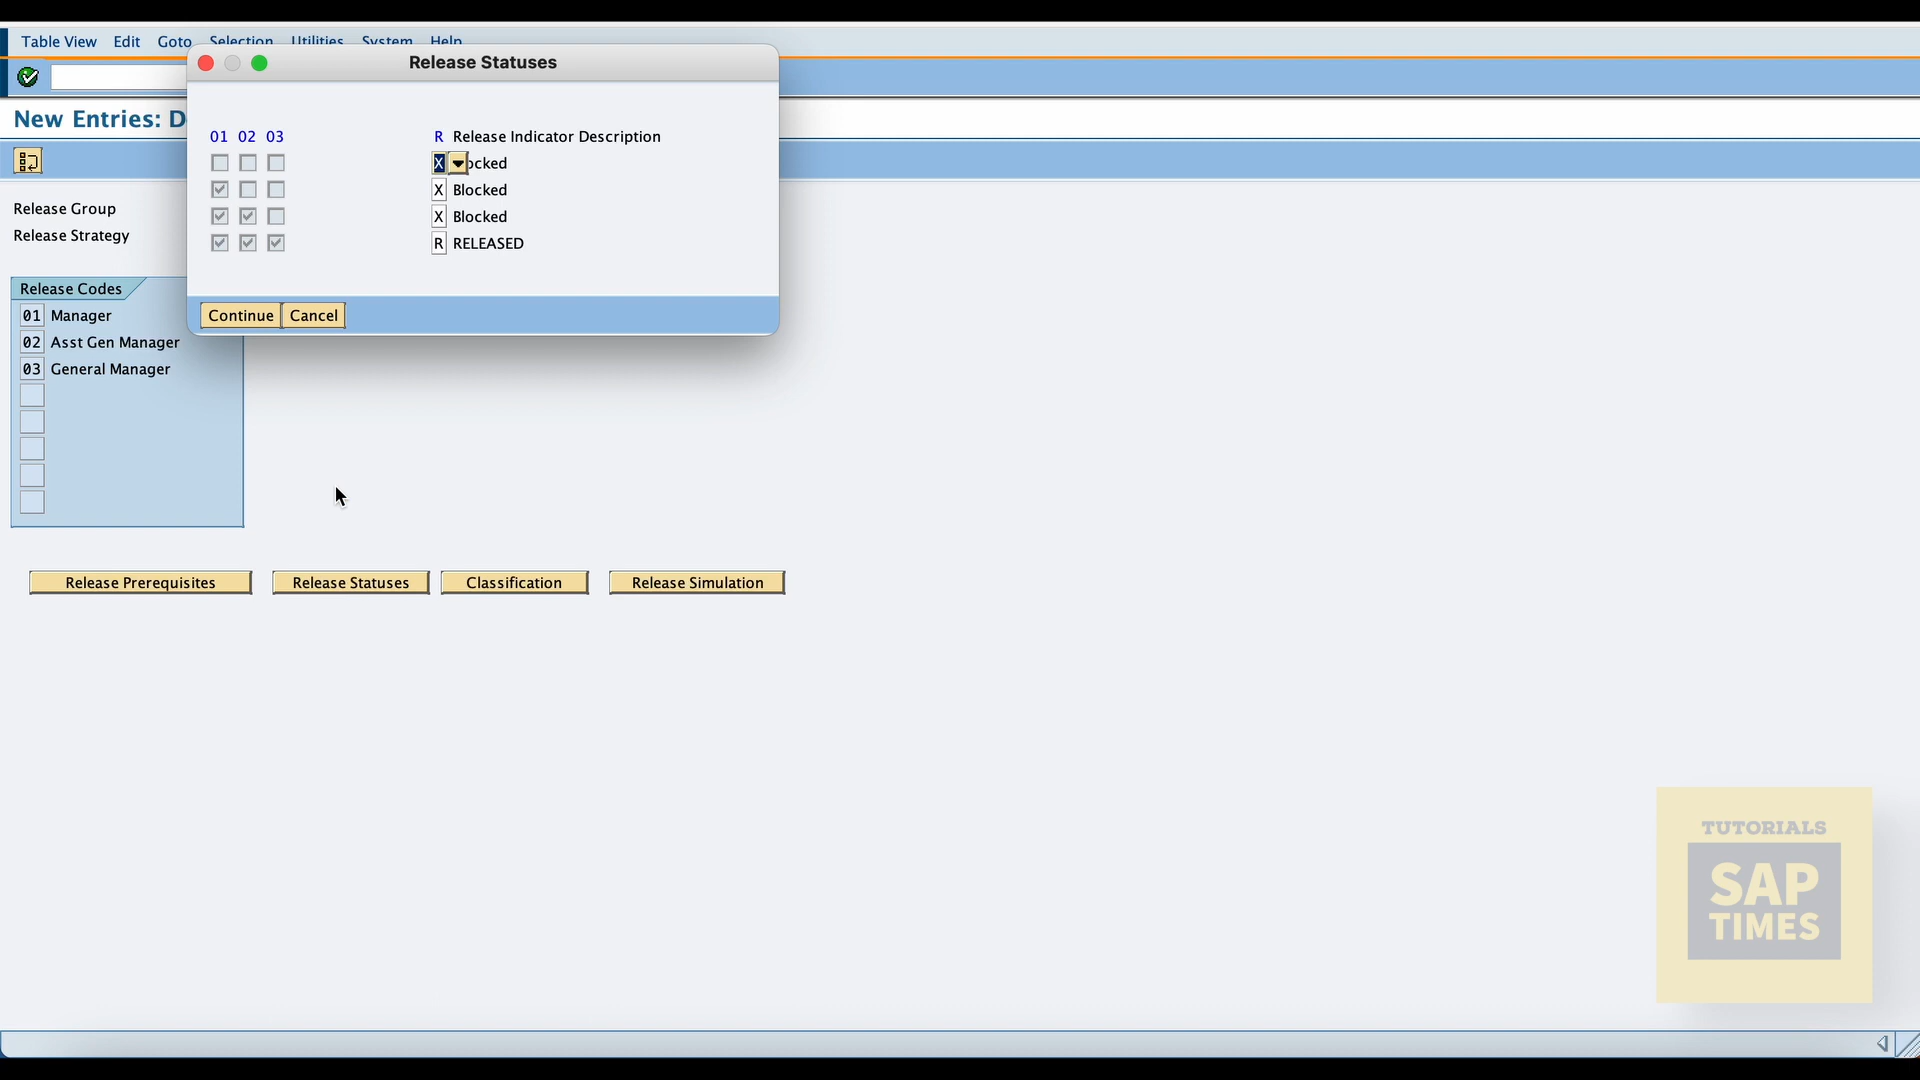 Table View Edit Goto Selection Utilities System Help
Release Statuses
New Entries: D
01 02 03 R Release Indicator Description
X ocked
X Blocked
X Blocked
R RELEASED
Release Group
Release Strategy
Continue Cancel
Release Codes
01 Manager
02 Asst Gen Manager
03 General Manager
Release Prerequisites Release Statuses Classification Release Simulation
TUTORIALS
SAP
TIMES